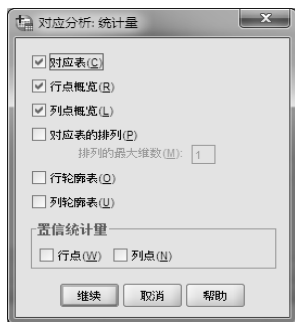 对应分析: 统计量
对应表(C)
行点概览(R)
列点概览(L)
对应表的排列(P)
排列的最大维数(M): 1
行轮廓表(O)
列轮廓表(U)
置信统计量
行点(W) 列点(N)
继续 取消 帮助